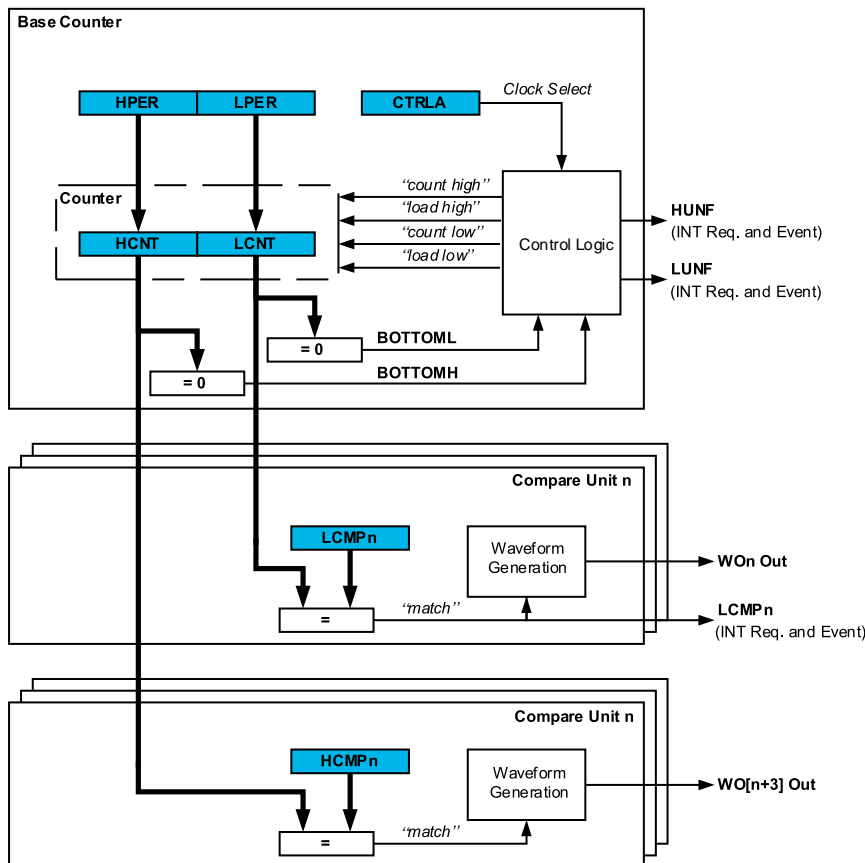 Base Counter
HPER LPER CTRLA Clock Select
Counter
“count high”
“load high”
“count low”
“load low”
Control Logic
HUNF
(INT Req. and Event)
LUNF
(INT Req. and Event)
HCNT LCNT
= 0 BOTTOML
= 0 BOTTOMH
Compare Unit n
LCMPn
Waveform
Generation
WOn Out
= “match”
LCMPn
(INT Req. and Event)
Compare Unit n
HCMPn
Waveform
Generation
WO[n+3] Out
= “match”